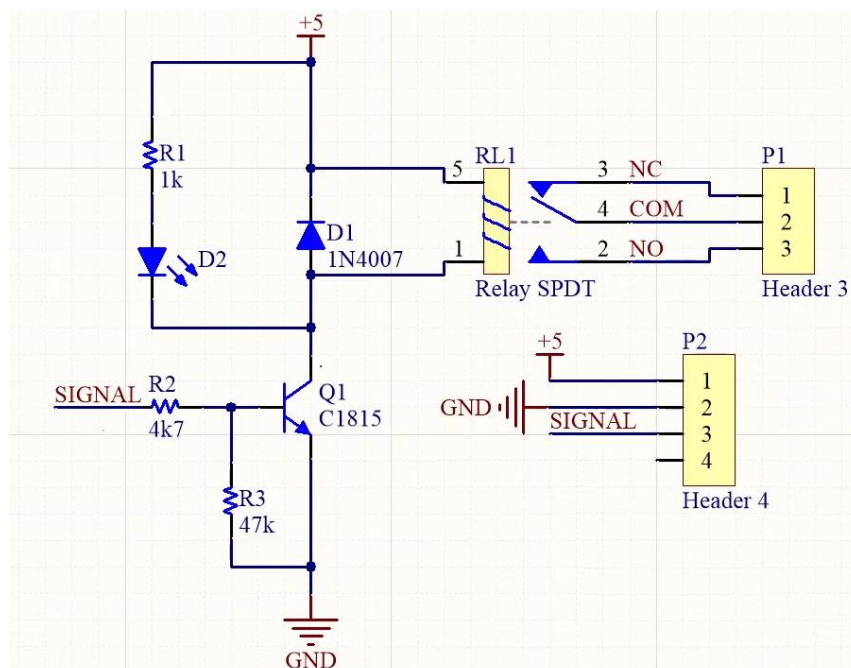 +5
R1
1k
D2
D1
1N4007
5
1
RL1
Relay SPDT
3 NC
4 COM
2 NO
P1
1
2
3
Header 3
SIGNAL
R2
4k7
Q1
C1815
R3
47k
GND
+5
GND
SIGNAL
P2
1
2
3
4
Header 4